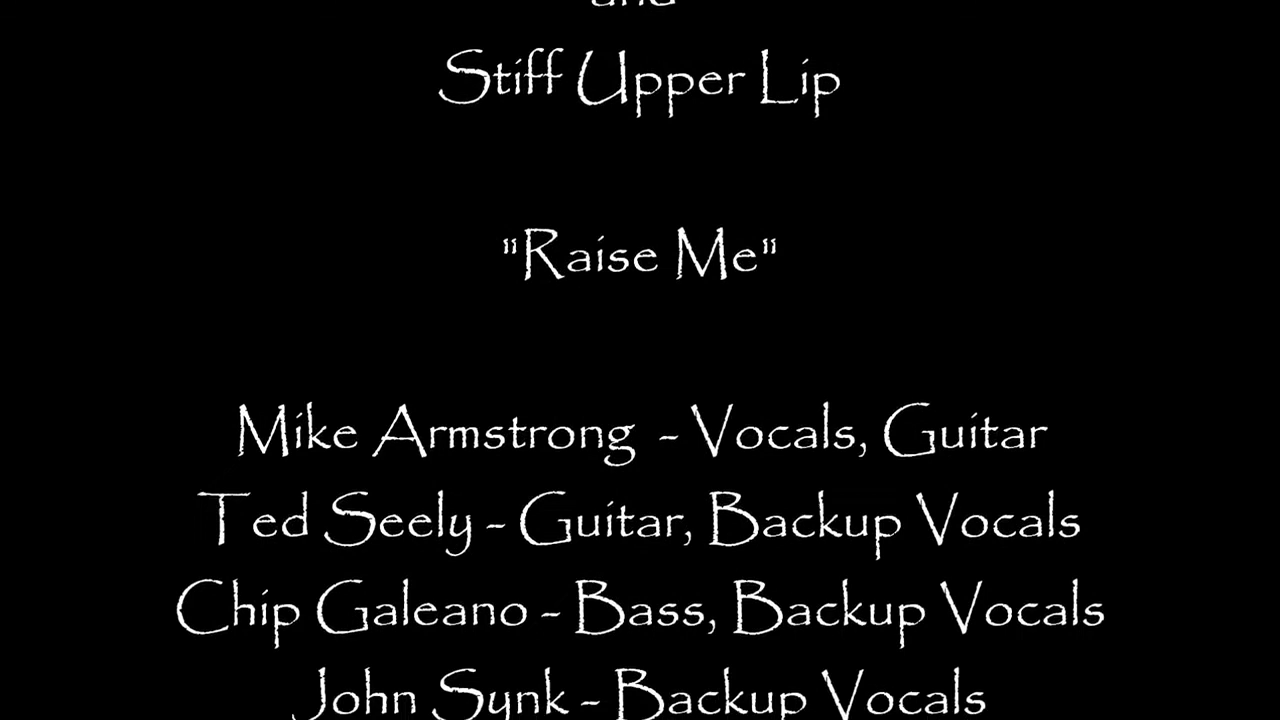 and
Stiff Upper Lip
"Raise Me"
Mike Armstrong - Vocals, Guitar
Ted Seely - Guitar, Backup Vocals
Chip Galeano - Bass, Backup Vocals
John Synk - Backup Vocals